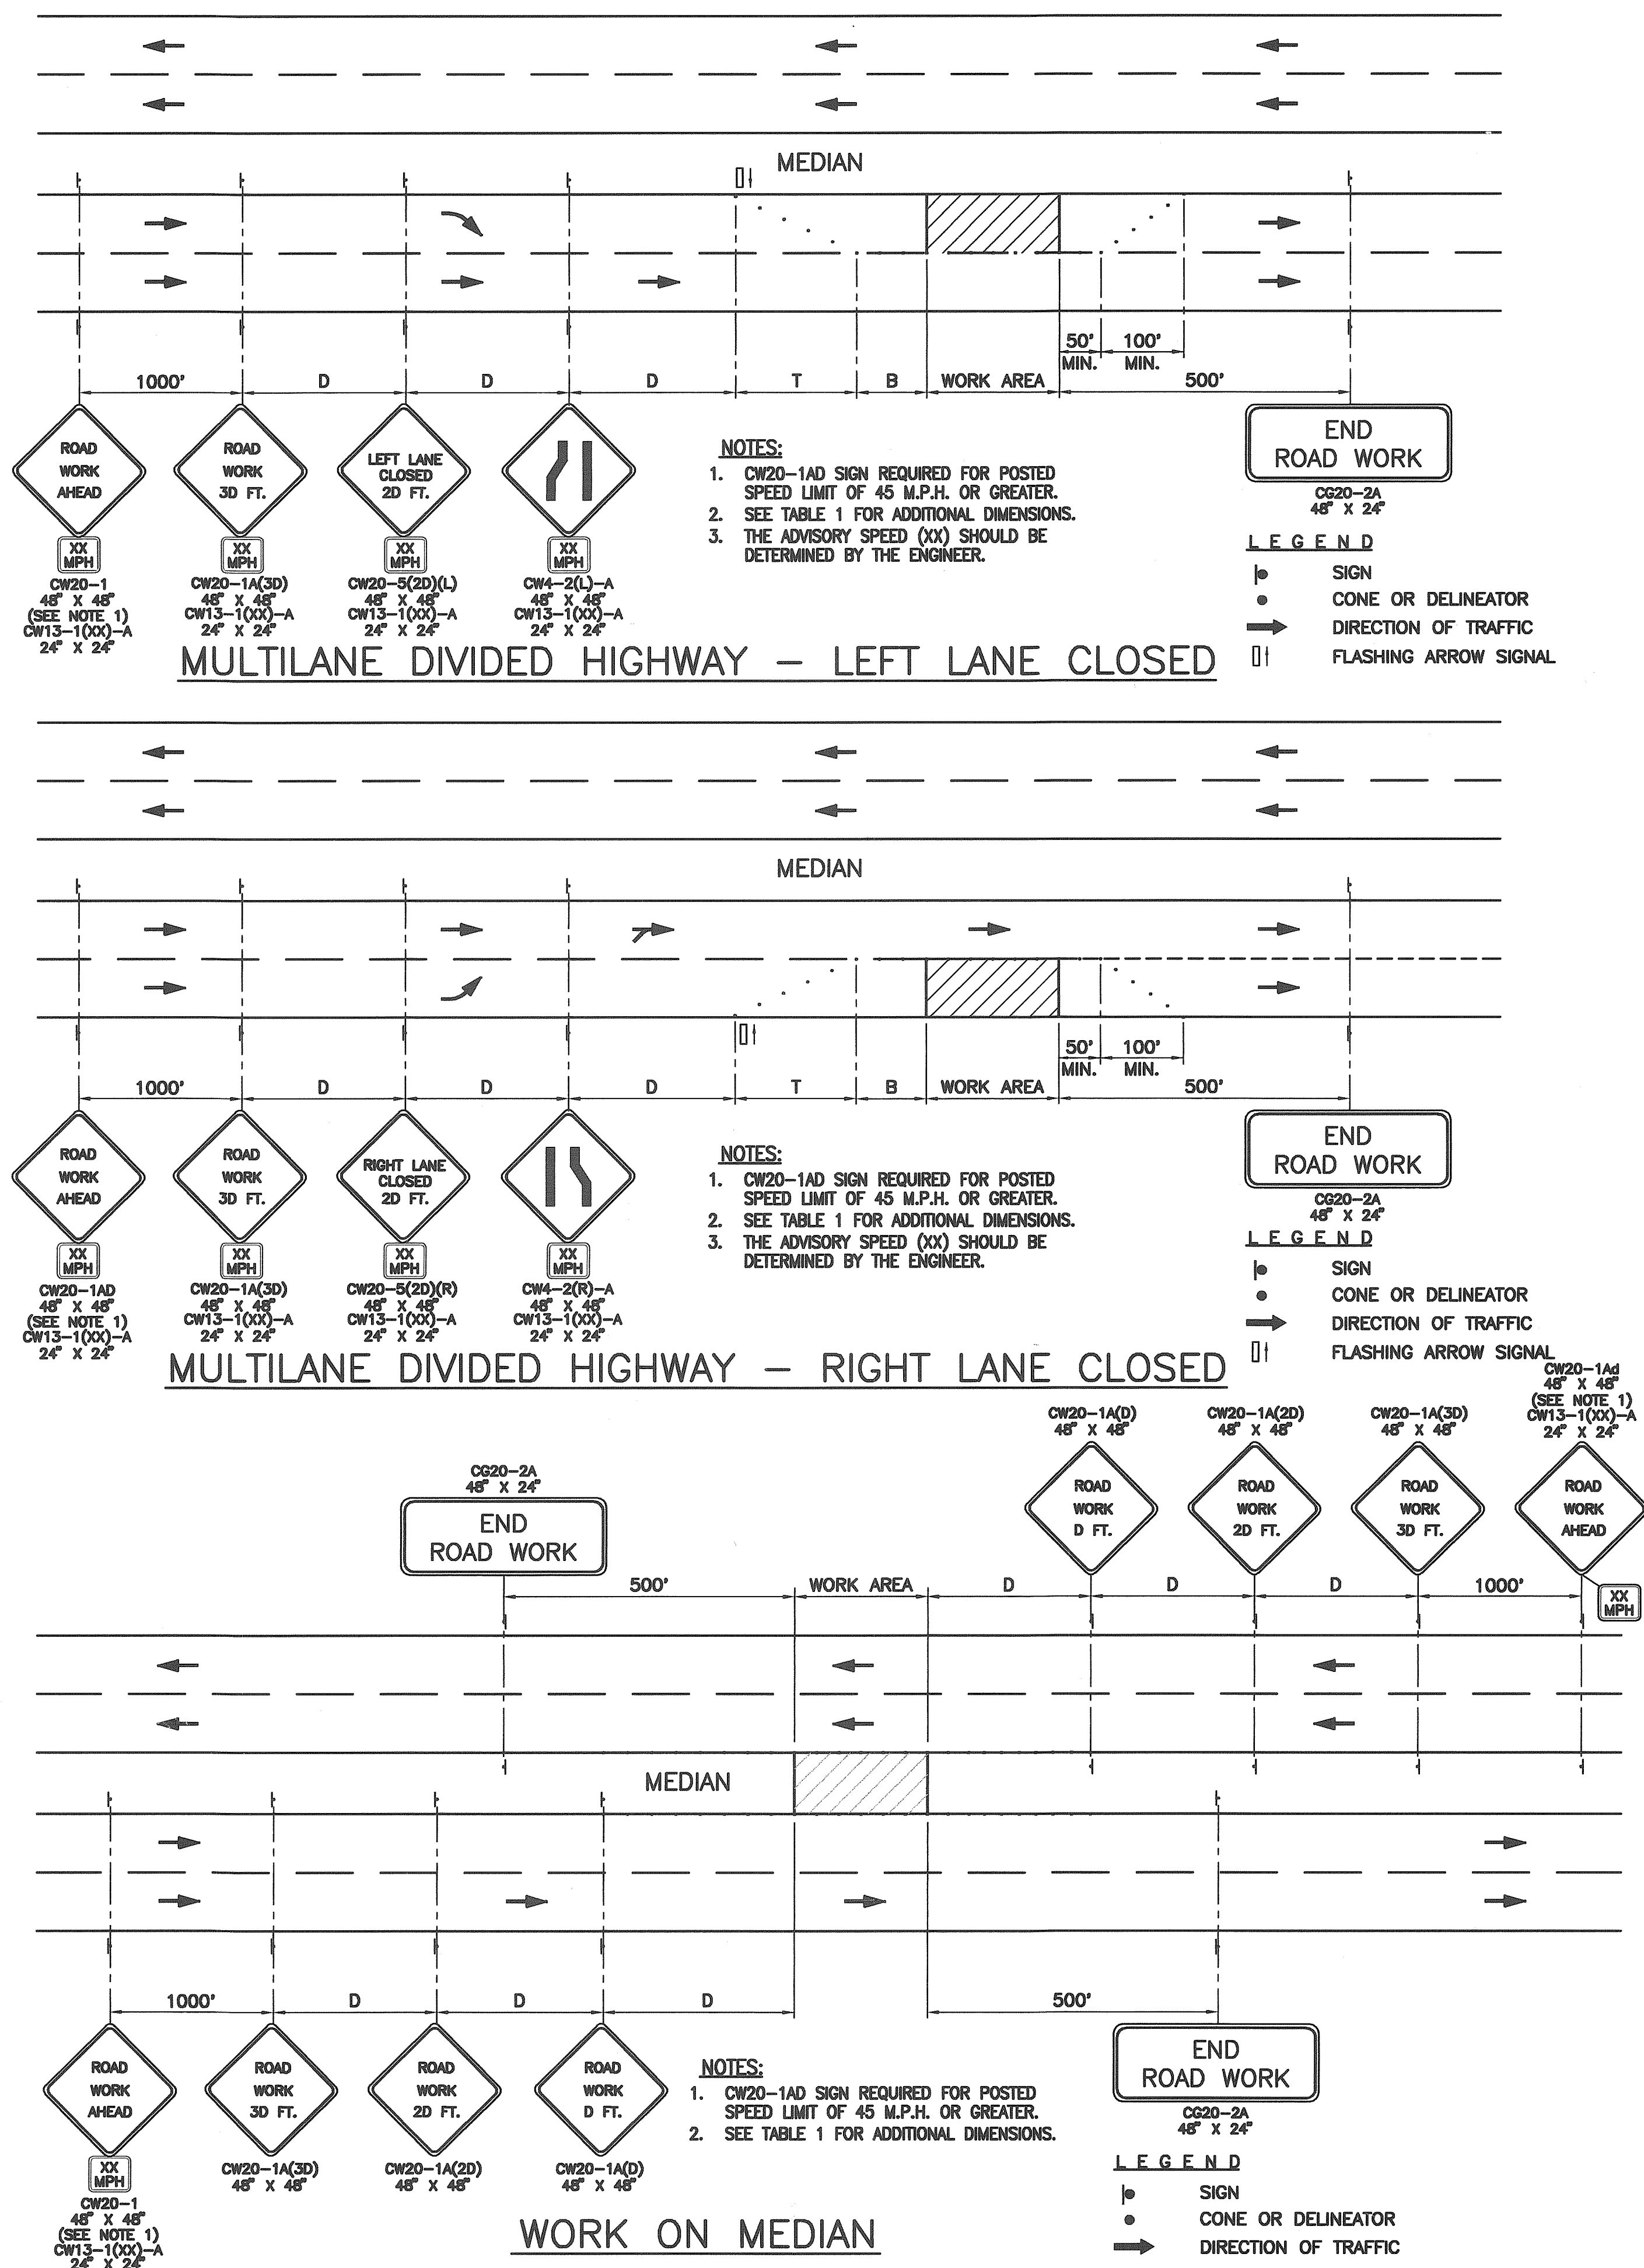 MEDIAN
50'
100'
MIN.
MIN.
1000'
D
D
D
T
B
WORK AREA
500'
ROAD
WORK
AHEAD
XX
MPH
CW20-1
48" X 48"
(SEE NOTE 1)
CW13-1(XX)-A
24" X 24"
ROAD
WORK
3D FT.
XX
MPH
CW20-1A(3D)
48" X 48"
CW13-1(XX)-A
24" X 24"
LEFT LANE
CLOSED
2D FT.
XX
MPH
CW20-5(2D)(L)
48" X 48"
CW13-1(XX)-A
24" X 24"
XX
MPH
CW4-2(L)-A
48" X 48"
CW13-1(XX)-A
24" X 24"
NOTES:
1. CW20-1AD SIGN REQUIRED FOR POSTED
SPEED LIMIT OF 45 M.P.H. OR GREATER.
2. SEE TABLE 1 FOR ADDITIONAL DIMENSIONS.
3. THE ADVISORY SPEED (XX) SHOULD BE
DETERMINED BY THE ENGINEER.
END
ROAD WORK
CG20-2A
48" X 24"
LEGEND
SIGN
CONE OR DELINEATOR
DIRECTION OF TRAFFIC
FLASHING ARROW SIGNAL
MULTILANE DIVIDED HIGHWAY - LEFT LANE CLOSED
MEDIAN
50'
100'
MIN.
MIN.
1000'
D
D
D
T
B
WORK AREA
500'
ROAD
WORK
AHEAD
XX
MPH
CW20-1AD
48" X 48"
(SEE NOTE 1)
CW13-1(XX)-A
24" X 24"
ROAD
WORK
3D FT.
XX
MPH
CW20-1A(3D)
48" X 48"
CW13-1(XX)-A
24" X 24"
RIGHT LANE
CLOSED
2D FT.
XX
MPH
CW20-5(2D)(R)
48" X 48"
CW13-1(XX)-A
24" X 24"
XX
MPH
CW4-2(R)-A
48" X 48"
CW13-1(XX)-A
24" X 24"
NOTES:
1. CW20-1AD SIGN REQUIRED FOR POSTED
SPEED LIMIT OF 45 M.P.H. OR GREATER.
2. SEE TABLE 1 FOR ADDITIONAL DIMENSIONS.
3. THE ADVISORY SPEED (XX) SHOULD BE
DETERMINED BY THE ENGINEER.
END
ROAD WORK
CG20-2A
48" X 24"
LEGEND
SIGN
CONE OR DELINEATOR
DIRECTION OF TRAFFIC
FLASHING ARROW SIGNAL
MULTILANE DIVIDED HIGHWAY - RIGHT LANE CLOSED
CG20-2A
48" X 24"
END
ROAD WORK
CW20-1A(D)
48" X 48"
ROAD
WORK
D FT.
CW20-1A(2D)
48" X 48"
ROAD
WORK
2D FT.
CW20-1A(3D)
48" X 48"
ROAD
WORK
3D FT.
CW20-1Ad
48" X 48"
(SEE NOTE 1)
CW13-1(XX)-A
24" X 24"
ROAD
WORK
AHEAD
XX
MPH
500'
WORK AREA
D
D
D
1000'
MEDIAN
1000'
D
D
D
500'
ROAD
WORK
AHEAD
XX
MPH
CW20-1
48" X 48"
(SEE NOTE 1)
CW13-1(XX)-A
24" X 24"
ROAD
WORK
3D FT.
CW20-1A(3D)
48" X 48"
ROAD
WORK
2D FT.
CW20-1A(2D)
48" X 48"
ROAD
WORK
D FT.
CW20-1A(D)
48" X 48"
NOTES:
1. CW20-1AD SIGN REQUIRED FOR POSTED
SPEED LIMIT OF 45 M.P.H. OR GREATER.
2. SEE TABLE 1 FOR ADDITIONAL DIMENSIONS.
END
ROAD WORK
CG20-2A
48" X 24"
LEGEND
SIGN
CONE OR DELINEATOR
DIRECTION OF TRAFFIC
WORK ON MEDIAN